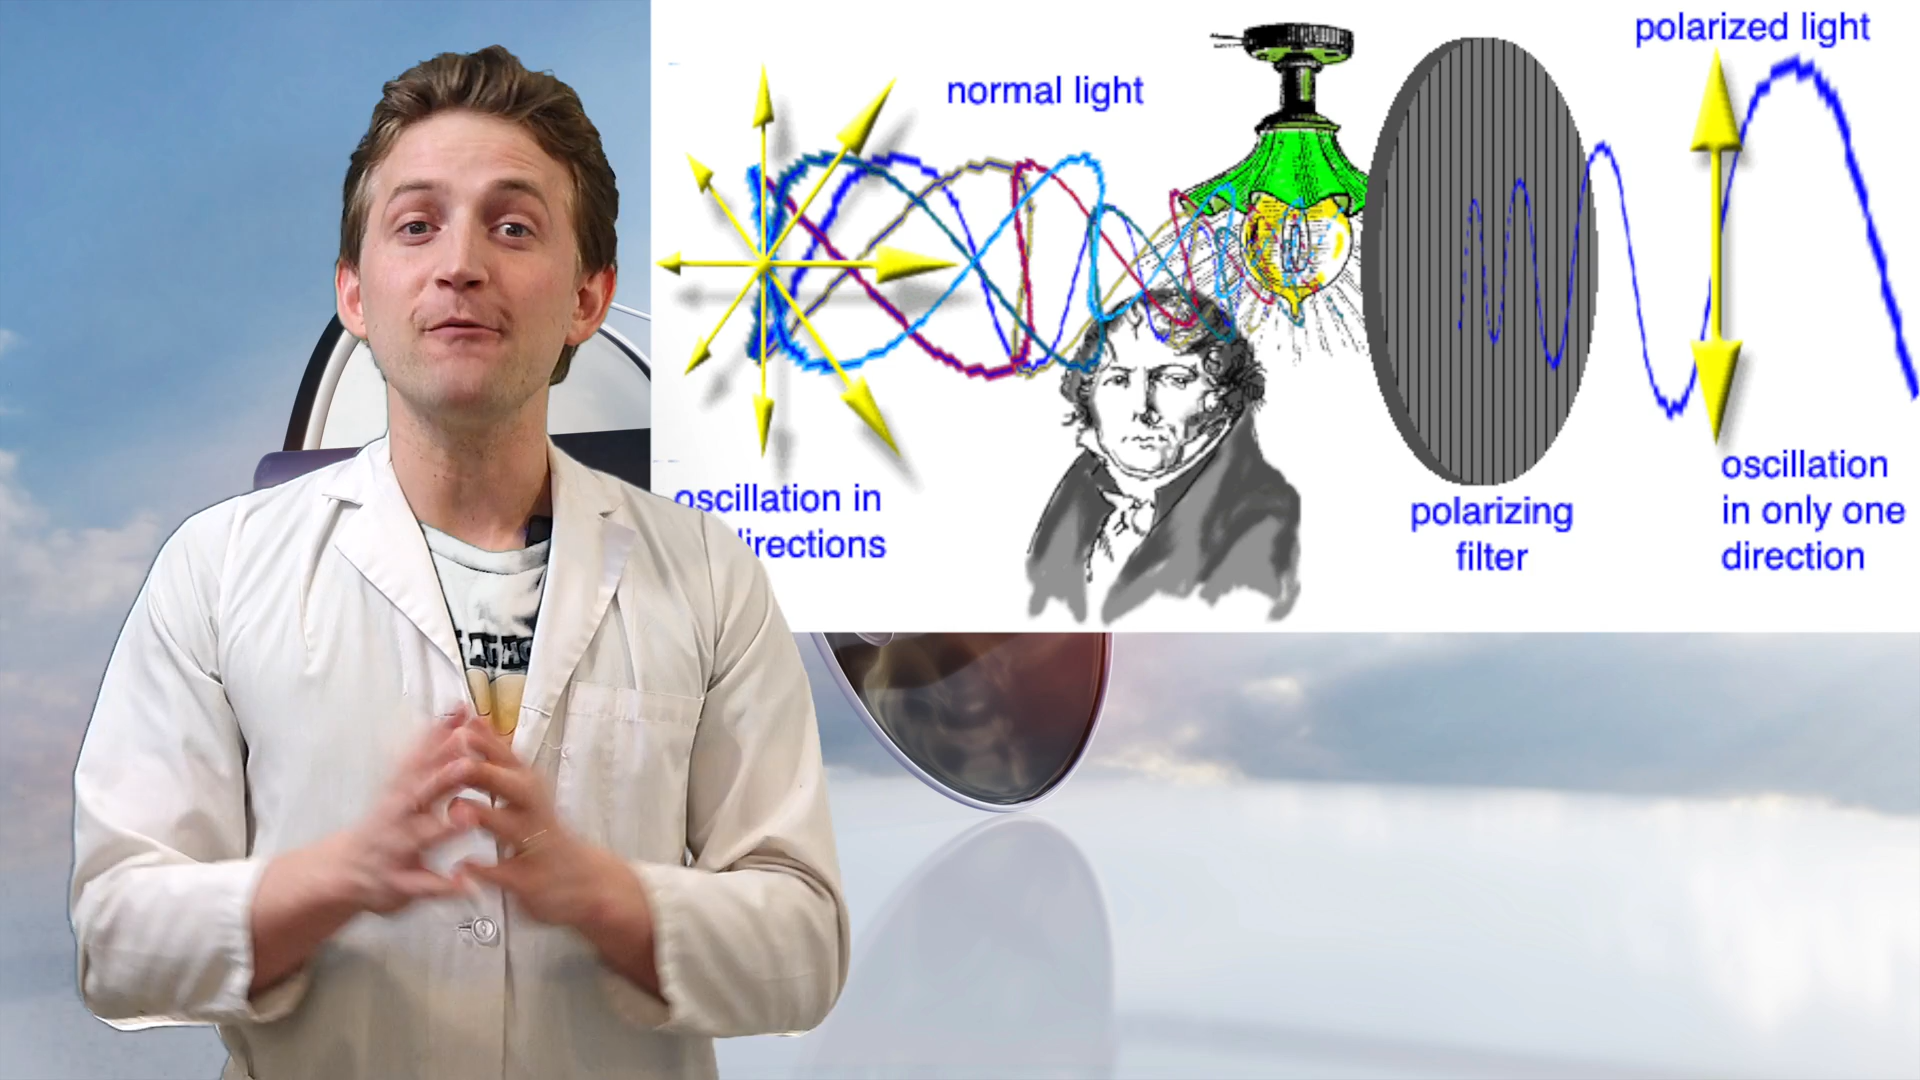 polarized light
normal light
oscillation in
directions
polarizing
filter
oscillation
in only one
direction